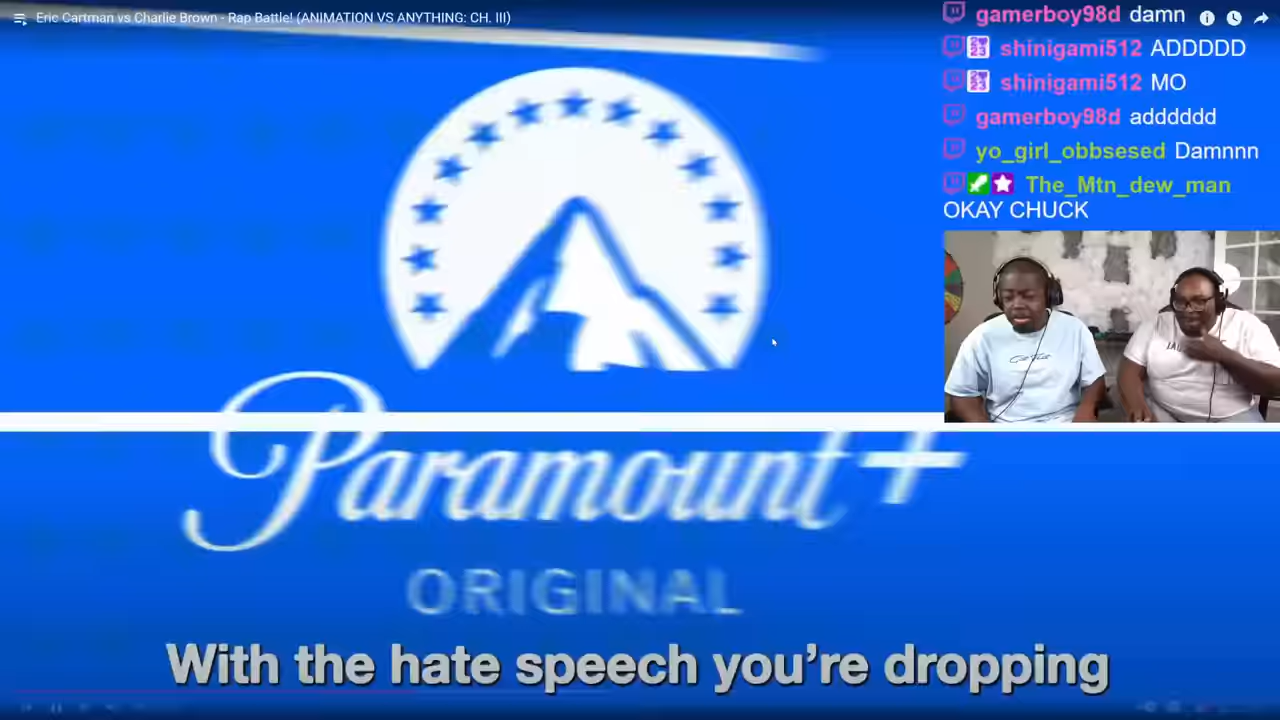 Eric Cartman vs Charlie Brown - Rap Battle! (ANIMATION VS ANYTHING: CH. III)
gamerboy98d damn
shinigami512 ADDDDD
shinigami512 MO
gamerboy98d adddddd
yo_girl_obbsesed Damnnn
The_Mtn_dew_man
OKAY CHUCK
Paramount+
ORIGINAL
With the hate speech you're dropping